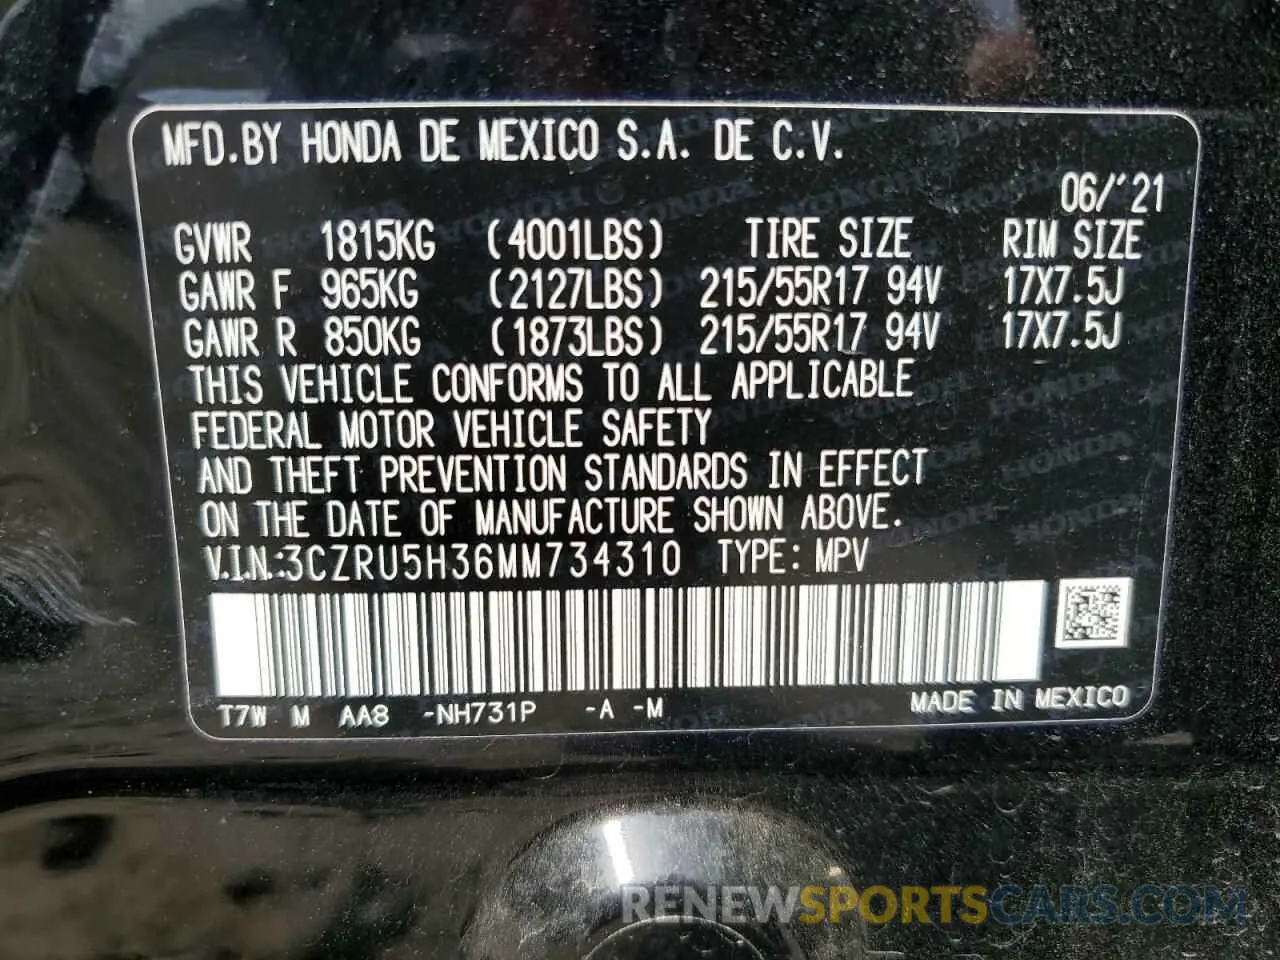 MFD.BY HONDA DE MEXICO S.A. DE C.V.
06/'21
GVWR 1815KG (4001LBS) TIRE SIZE RIM SIZE
GAWR F 965KG (2127LBS) 215/55R17 94V 17X7.5J
GAWR R 850KG (1873LBS) 215/55R17 94V 17X7.5J
THIS VEHICLE CONFORMS TO ALL APPLICABLE
FEDERAL MOTOR VEHICLE SAFETY
AND THEFT PREVENTION STANDARDS IN EFFECT
ON THE DATE OF MANUFACTURE SHOWN ABOVE.
V.I.N.:3CZRU5H36MM734310 TYPE: MPV
T7W M AA8 -NH731P -A -M MADE IN MEXICO
RENEWSPORTSCARS.COM